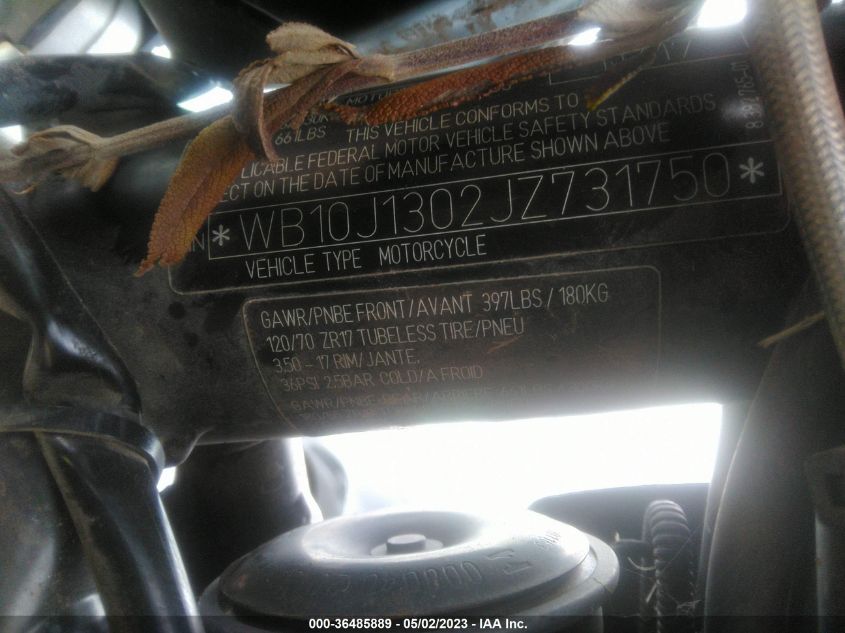 661LBS THIS VEHICLE CONFORMS TO
LICABLE FEDERAL MOTOR VEHICLE SAFETY STANDARDS
ECT ON THE DATE OF MANUFACTURE SHOWN ABOVE
*WB10J1302JZ731750*
VEHICLE TYPE MOTORCYCLE
GAWR/PNBE FRONT/AVANT 397LBS/180KG
120/70 ZR17 TUBELESS TIRE/PNEU
3.50-17 RIM/JANTE,
36PSI 2.5BAR COLD/A FROID
000-36485889 - 05/02/2023 - IAA Inc.